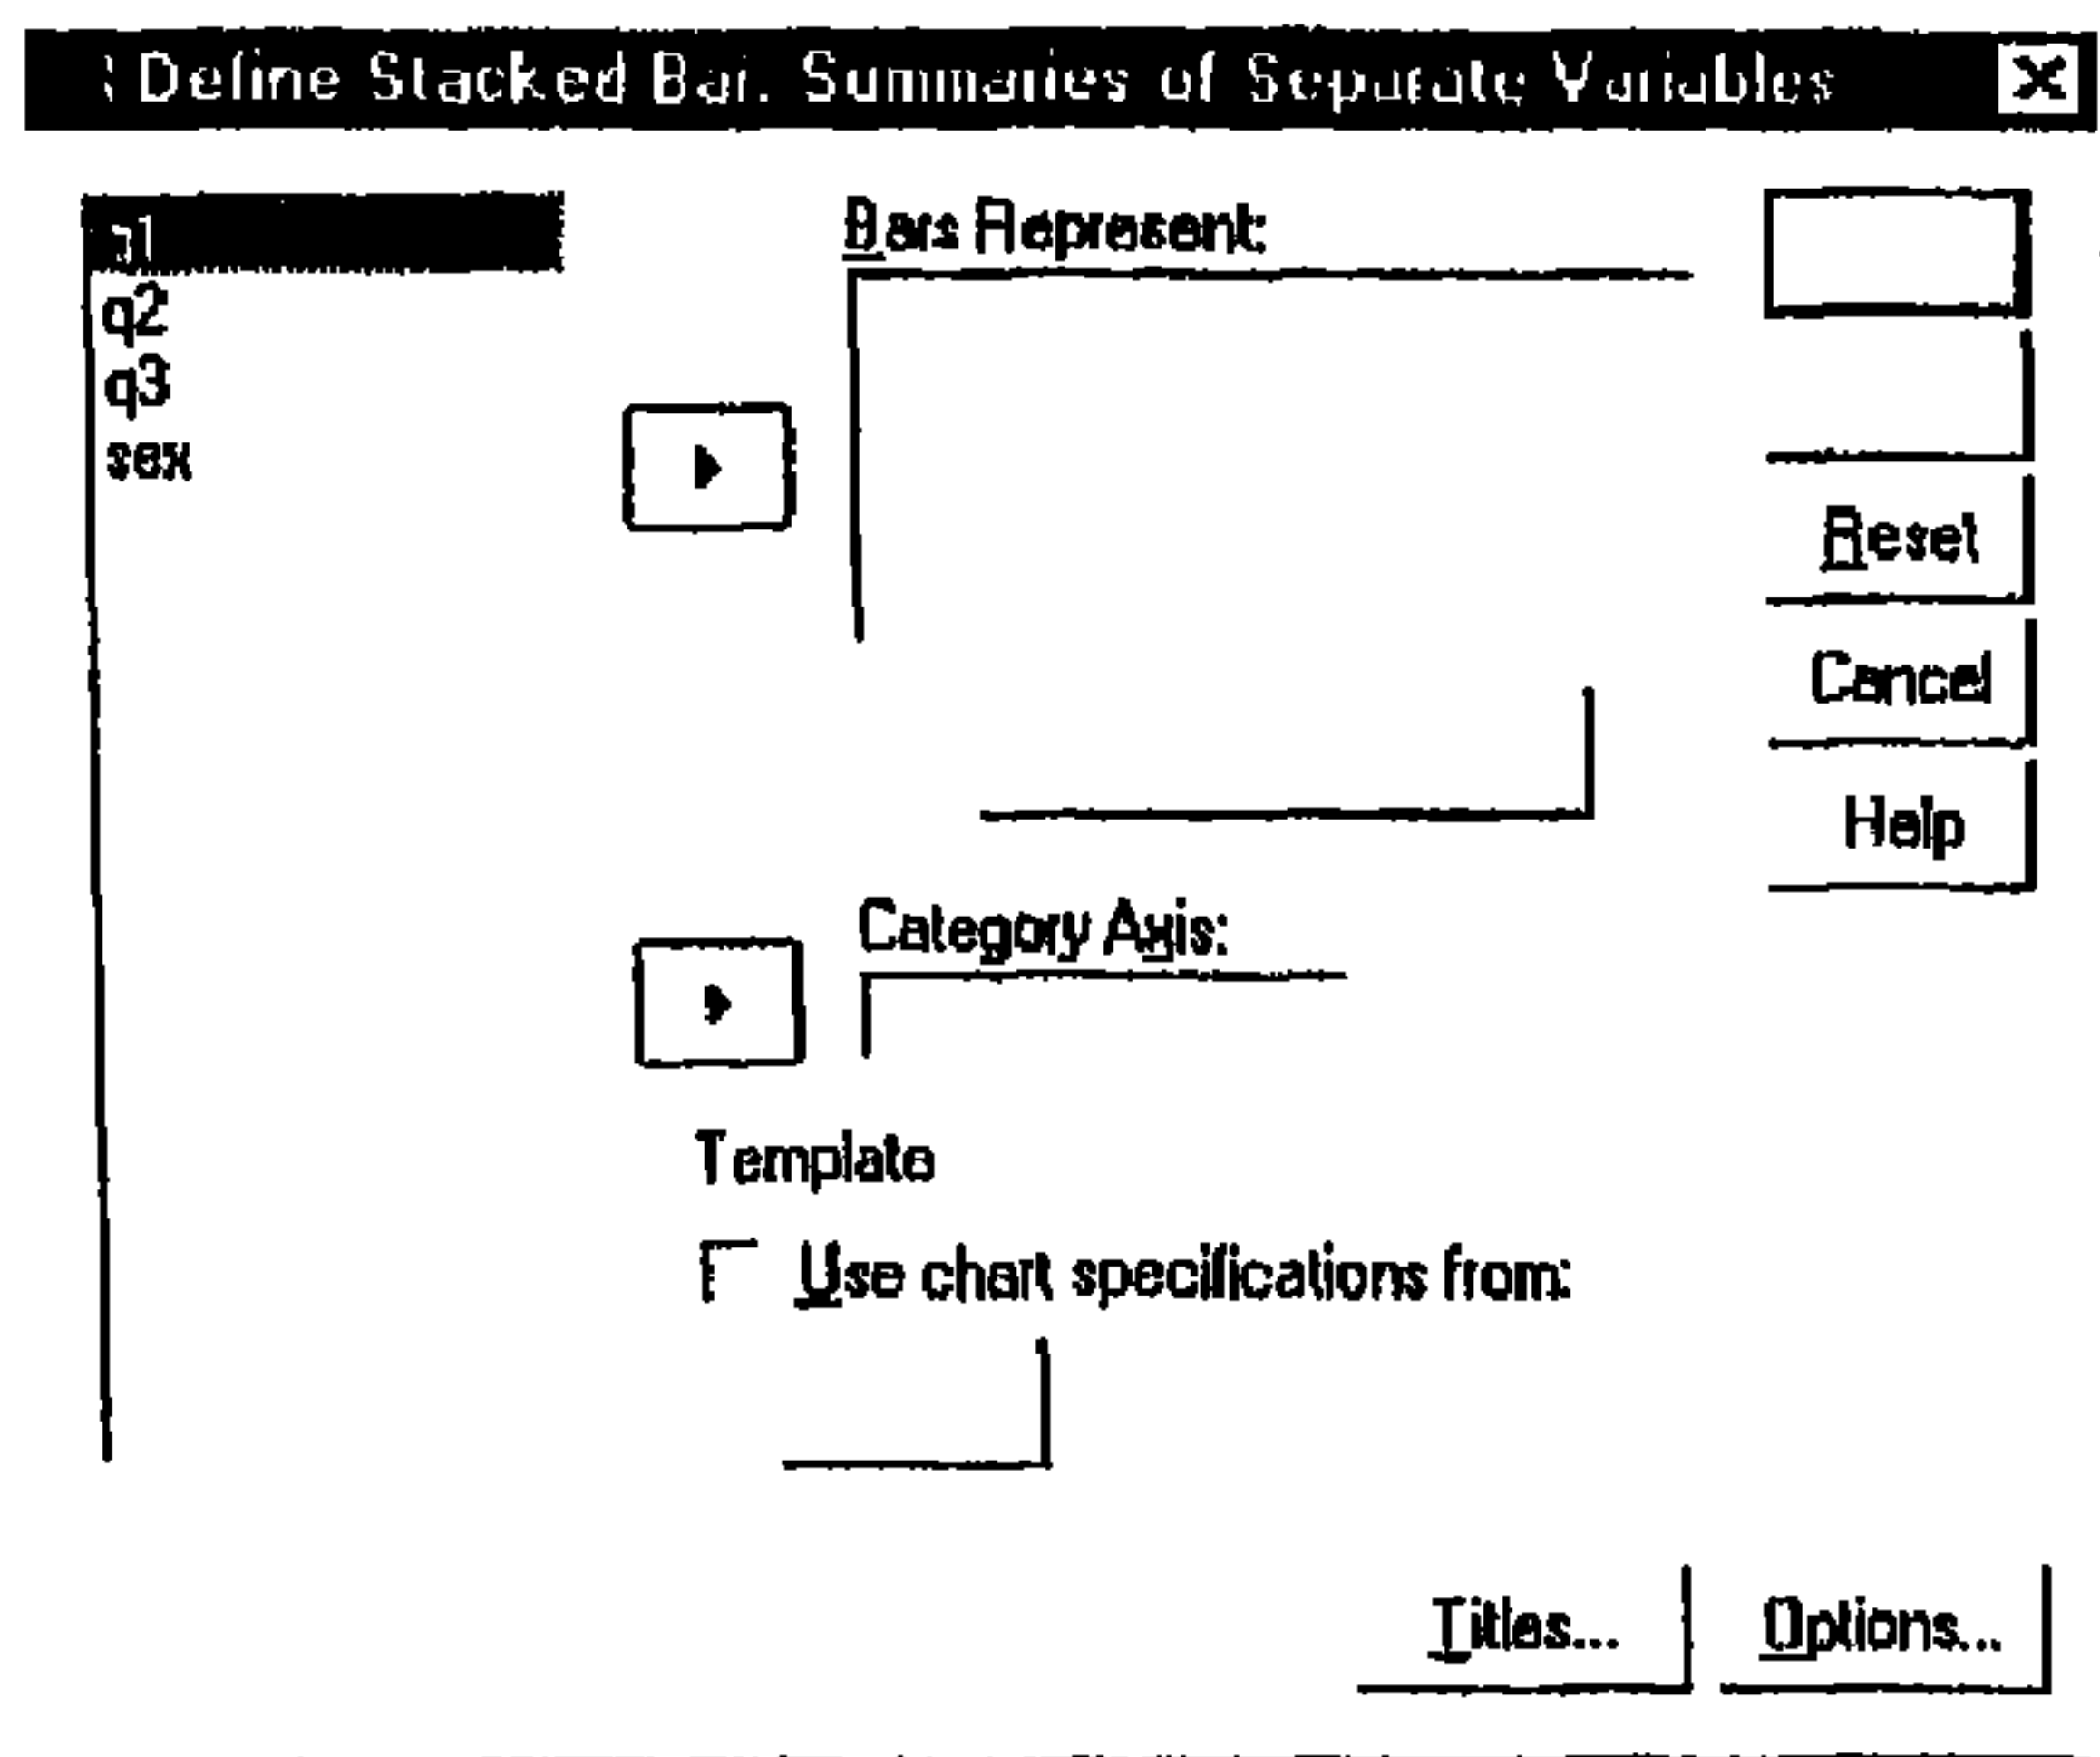 Define Stacked Bar. Summaries of Separate Variables
q1
q2
q3
sex
Bars Represent:
Reset
Cancel
Help
Category Axis:
Template
Use chart specifications from:
Titles...
Options...